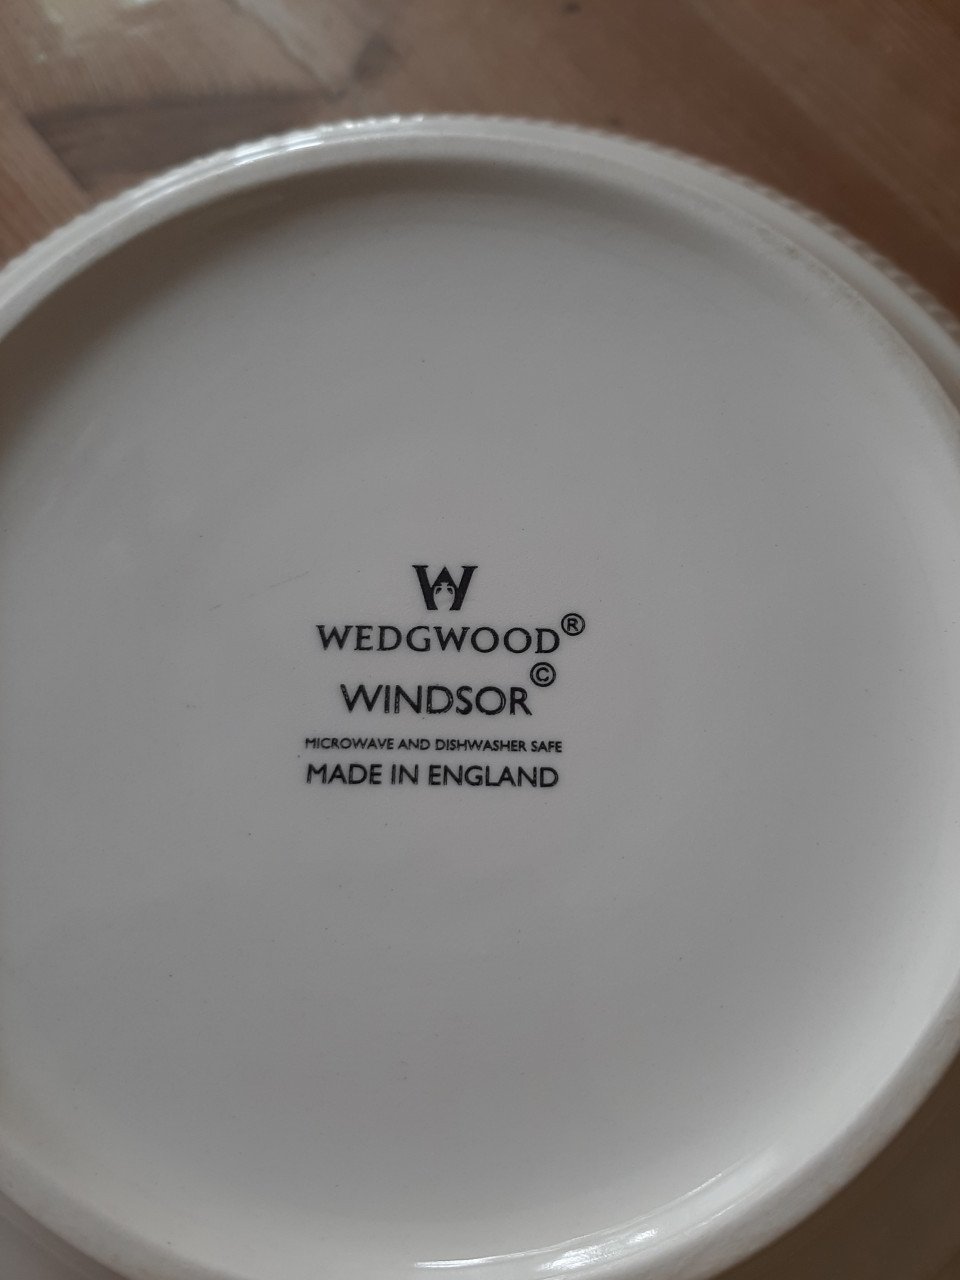 W
WEDGWOOD®
WINDSOR©
MICROWAVE AND DISHWASHER SAFE
MADE IN ENGLAND